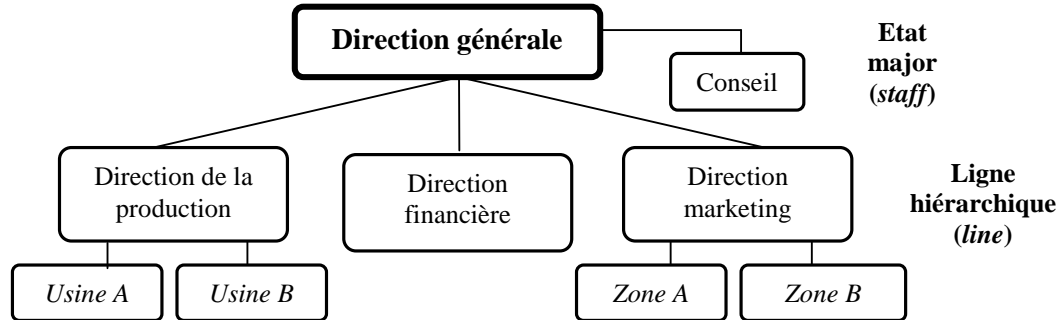 Direction générale
Etat
major
(staff)
Conseil
Direction de la
production
Direction
financière
Direction
marketing
Ligne
hiérarchique
(line)
Usine A
Usine B
Zone A
Zone B